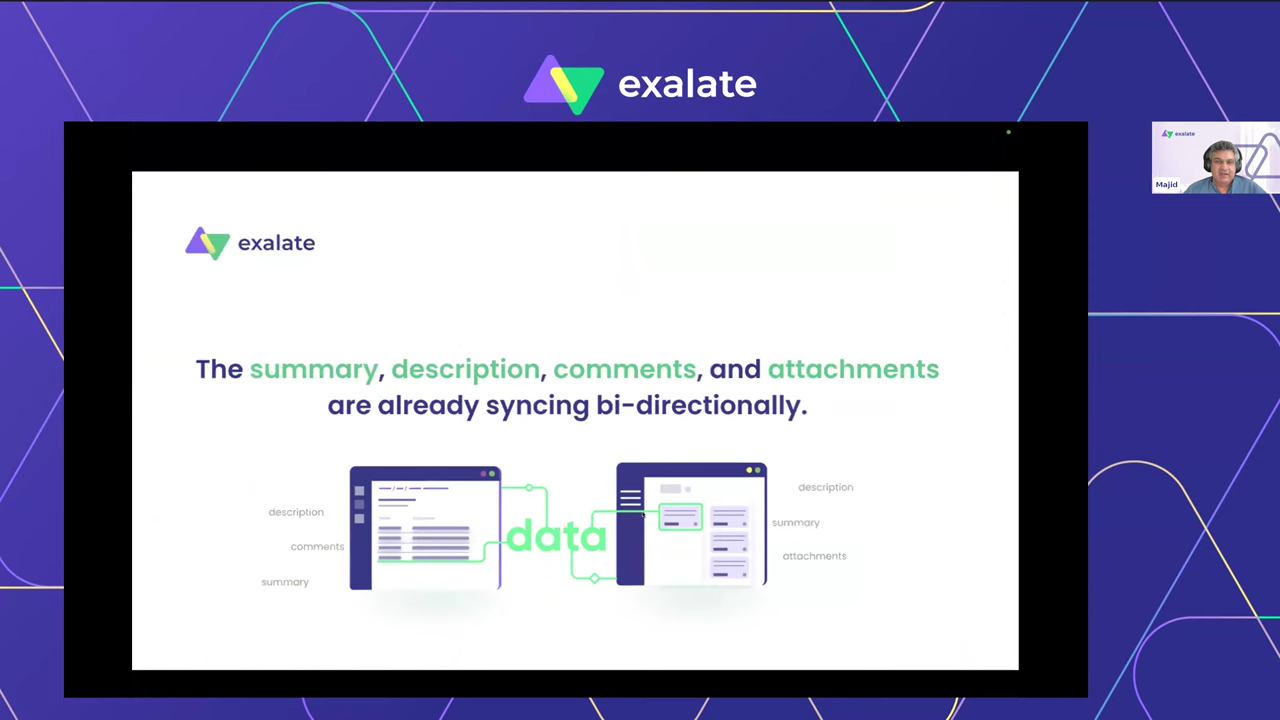 exalate
exalate
Majid
exalate
The summary, description, comments, and attachments
are already syncing bi-directionally.
description
comments
summary
data
description
summary
attachments